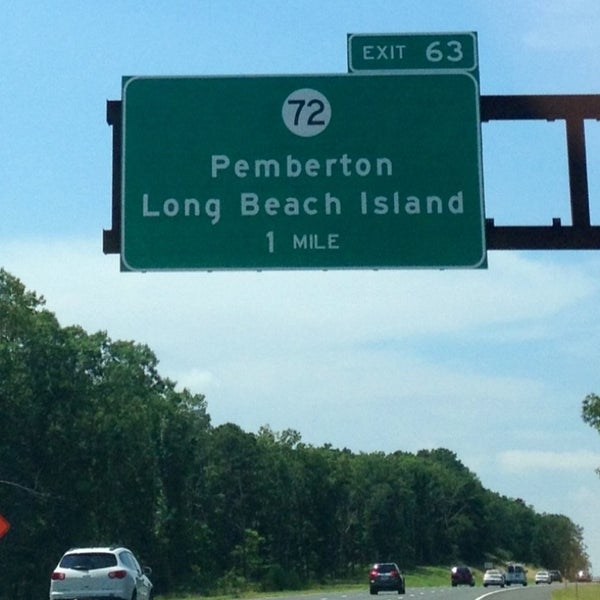 EXIT 63
72
Pemberton
Long Beach Island
1 MILE